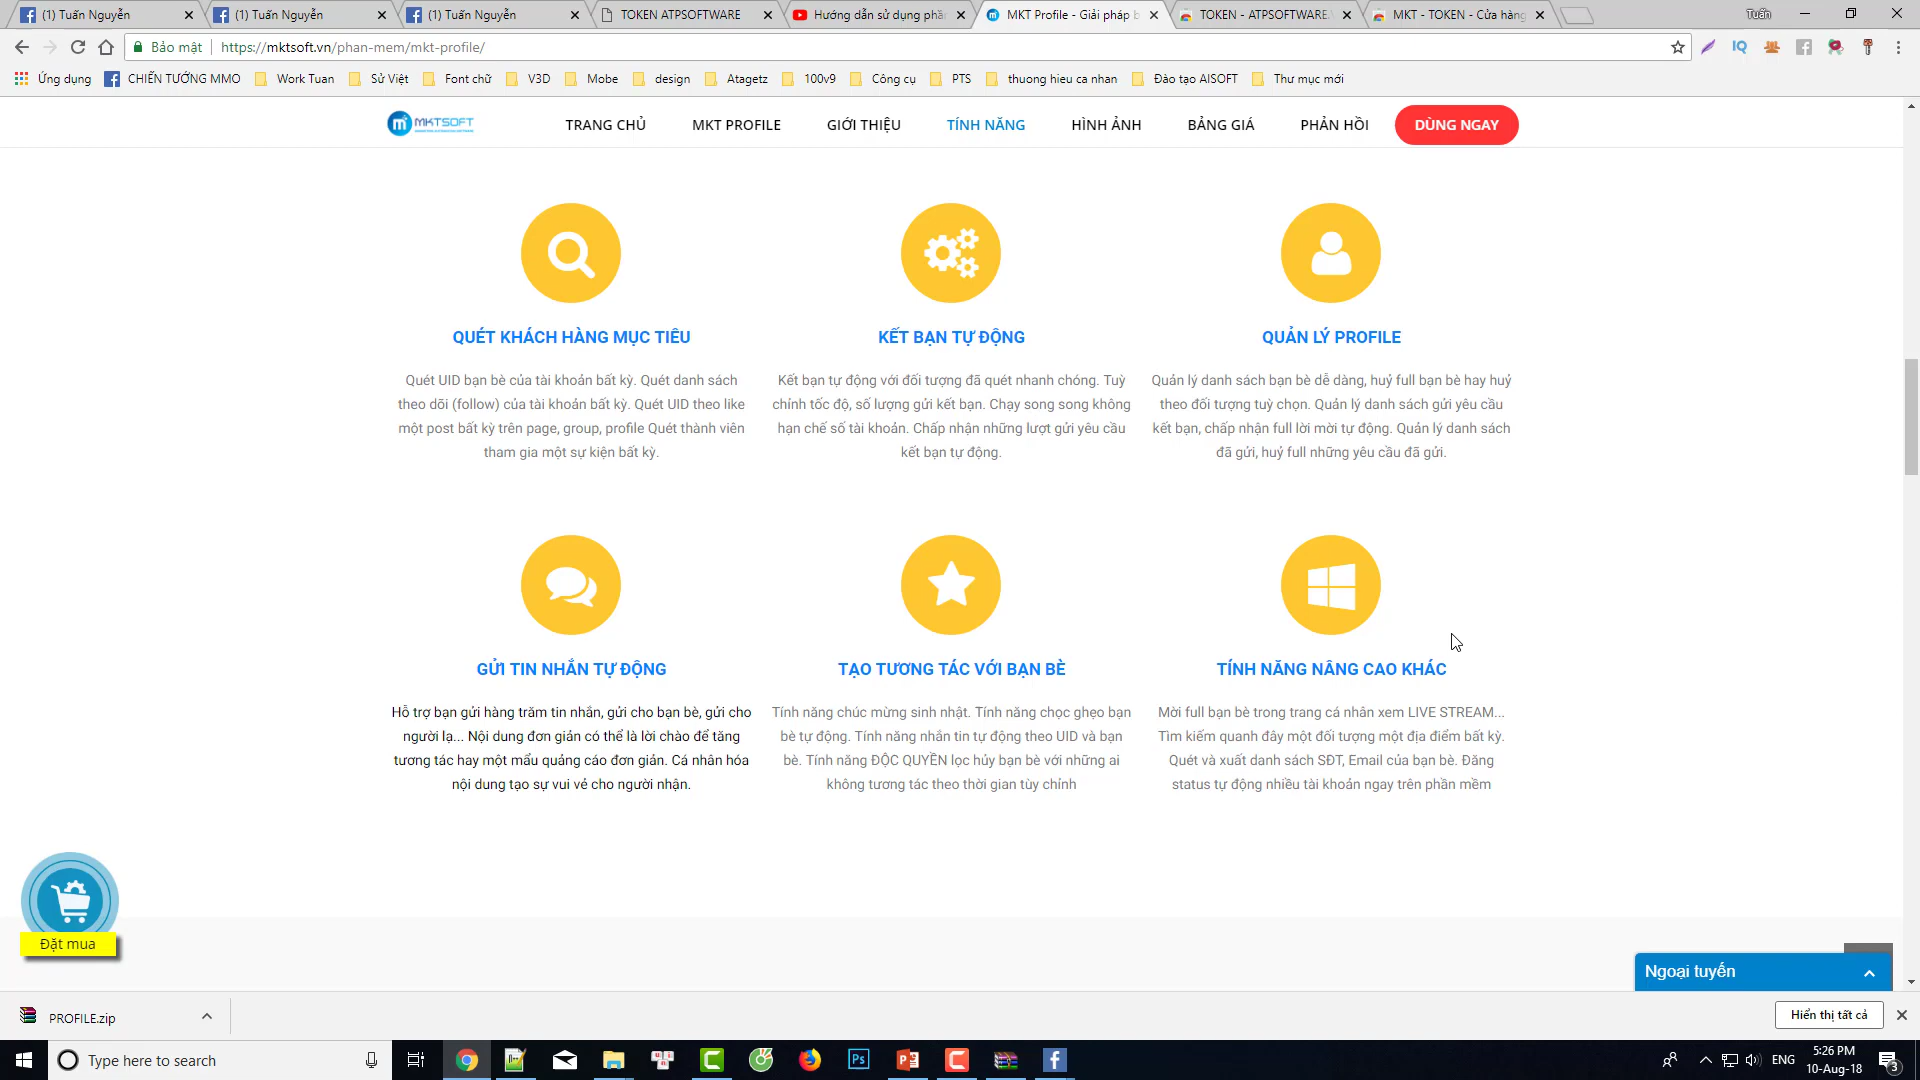 (1) Tuấn Nguyễn
(1) Tuấn Nguyễn
(1) Tuấn Nguyễn
TOKEN ATPSOFTWARE
Hướng dẫn sử dụng phần
MKT Profile - Giải pháp b
TOKEN - ATPSOFTWARE.V
MKT - TOKEN - Cửa hàng
Tuấn
Bảo mật
https://mktsoft.vn/phan-mem/mkt-profile/
Ứng dụng
CHIẾN TƯỚNG MMO
Work Tuan
Sử Việt
Font chữ
V3D
Mobe
design
Atagetz
100v9
Công cụ
PTS
thuong hieu ca nhan
Đào tạo AISOFT
Thư mục mới
MKTSOFT
TRANG CHỦ
MKT PROFILE
GIỚI THIỆU
TÍNH NĂNG
HÌNH ẢNH
BẢNG GIÁ
PHẢN HỒI
DÙNG NGAY
QUÉT KHÁCH HÀNG MỤC TIÊU
Quét UID bạn bè của tài khoản bất kỳ. Quét danh sách
theo dõi (follow) của tài khoản bất kỳ. Quét UID theo like
một post bất kỳ trên page, group, profile Quét thành viên
tham gia một sự kiện bất kỳ.
KẾT BẠN TỰ ĐỘNG
Kết bạn tự động với đối tượng đã quét nhanh chóng. Tuỳ
chỉnh tốc độ, số lượng gửi kết bạn. Chạy song song không
hạn chế số tài khoản. Chấp nhận những lượt gửi yêu cầu
kết bạn tự động.
QUẢN LÝ PROFILE
Quản lý danh sách bạn bè dễ dàng, huỷ full bạn bè hay huỷ
theo đối tượng tuỳ chọn. Quản lý danh sách gửi yêu cầu
kết bạn, chấp nhận full lời mời tự động. Quản lý danh sách
đã gửi, huỷ full những yêu cầu đã gửi.
GỬI TIN NHẮN TỰ ĐỘNG
Hỗ trợ bạn gửi hàng trăm tin nhắn, gửi cho bạn bè, gửi cho
người lạ... Nội dung đơn giản có thể là lời chào để tăng
tương tác hay một mẩu quảng cáo đơn giản. Cá nhân hóa
nội dung tạo sự vui vẻ cho người nhận.
TẠO TƯƠNG TÁC VỚI BẠN BÈ
Tính năng chúc mừng sinh nhật. Tính năng chọc ghẹo bạn
bè tự động. Tính năng nhắn tin tự động theo UID và bạn
bè. Tính năng ĐỘC QUYỀN lọc hủy bạn bè với những ai
không tương tác theo thời gian tùy chỉnh
TÍNH NĂNG NÂNG CAO KHÁC
Mời full bạn bè trong trang cá nhân xem LIVE STREAM...
Tìm kiếm quanh đây một đối tượng một địa điểm bất kỳ.
Quét và xuất danh sách SĐT, Email của bạn bè. Đăng
status tự động nhiều tài khoản ngay trên phần mềm
Đặt mua
Ngoại tuyến
PROFILE.zip
Hiển thị tất cả
Type here to search
ENG
5:26 PM
10-Aug-18
3